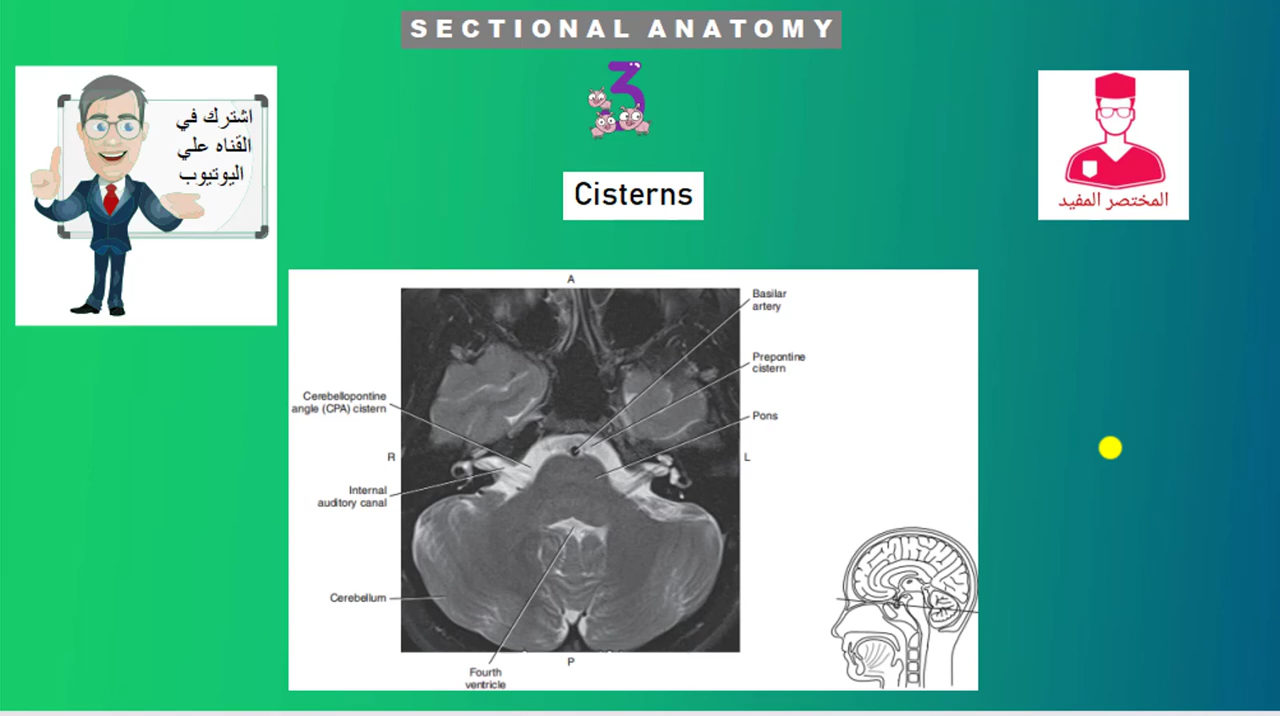 SECTIONAL ANATOMY
3
اشترك في
القناه علي
اليوتيوب
المختصر المفيد
Cisterns
A
Basilar
artery
Prepontine
cistern
Pons
Cerebellopontine
angle (CPA) cistern
R
L
Internal
auditory canal
Cerebellum
P
Fourth
ventricle